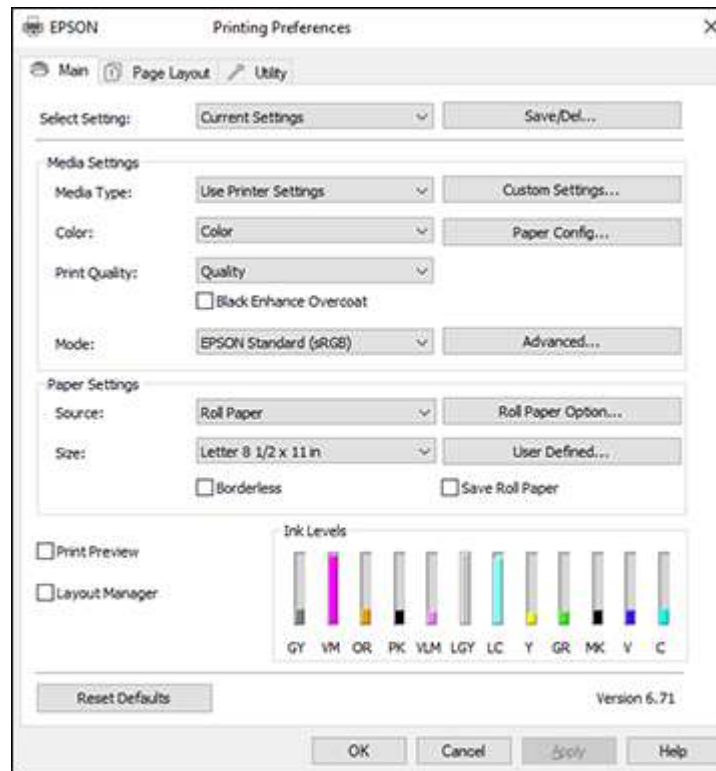 EPSON Printing Preferences
Main Page Layout Utility
Select Setting: Current Settings Save/Del...
Media Settings
Media Type: Use Printer Settings Custom Settings...
Color: Color Paper Config...
Print Quality: Quality
Black Enhance Overcoat
Mode: EPSON Standard (sRGB) Advanced...
Paper Settings
Source: Roll Paper Roll Paper Option...
Size: Letter 8 1/2 x 11 in User Defined...
Borderless Save Roll Paper
Print Preview
Layout Manager
Ink Levels
GY VM OR PK VLM LGY LC Y GR MK V C
Reset Defaults Version 6.71
OK Cancel Apply Help